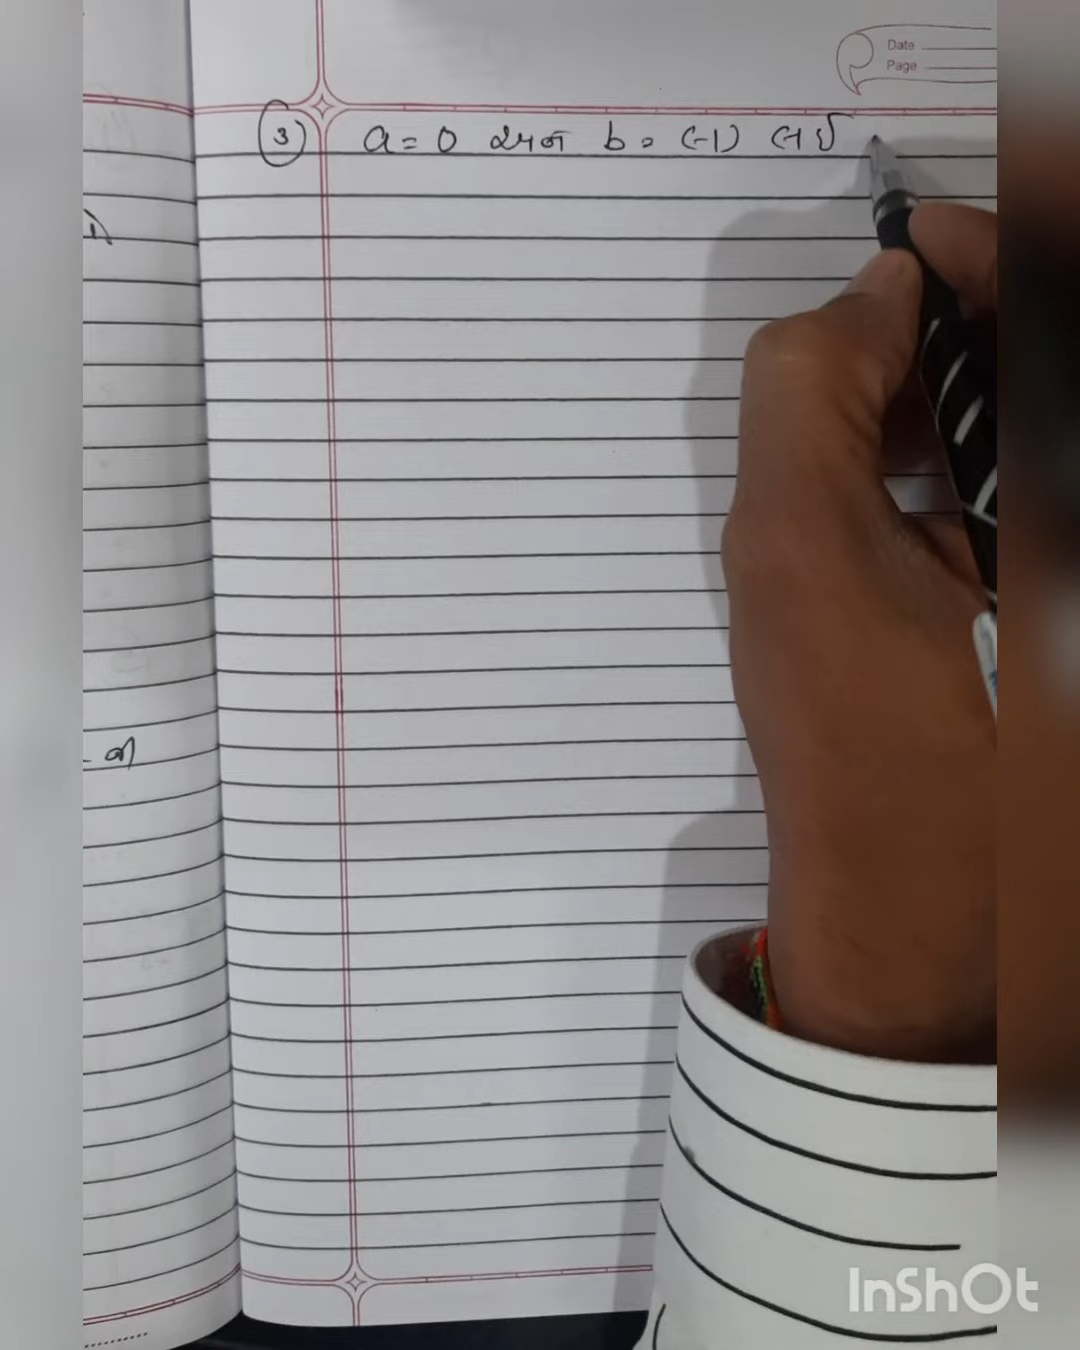 Date
Page
(3) a = 0 અને b = (-1) લઈ
InShOt